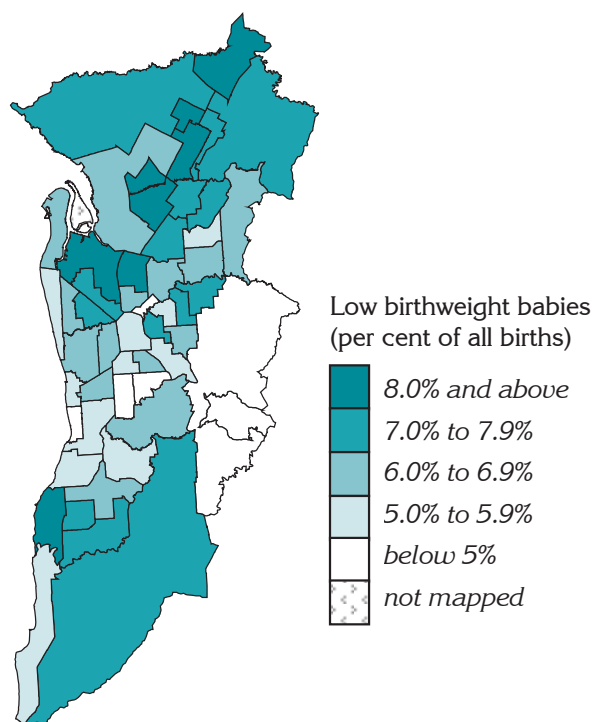 Low birthweight babies
(per cent of all births)
8.0% and above
7.0% to 7.9%
6.0% to 6.9%
5.0% to 5.9%
below 5%
not mapped